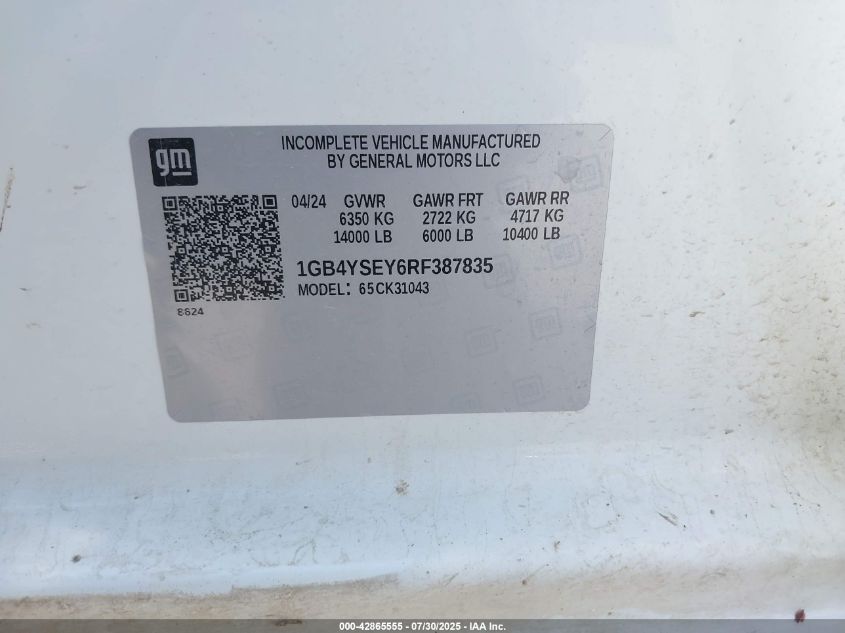 gm
INCOMPLETE VEHICLE MANUFACTURED
BY GENERAL MOTORS LLC
04/24 GVWR GAWR FRT GAWR RR
6350 KG 2722 KG 4717 KG
14000 LB 6000 LB 10400 LB
1GB4YSEY6RF387835
MODEL: 65CK31043
8824
000-42865555 - 07/30/2025 - IAA Inc.